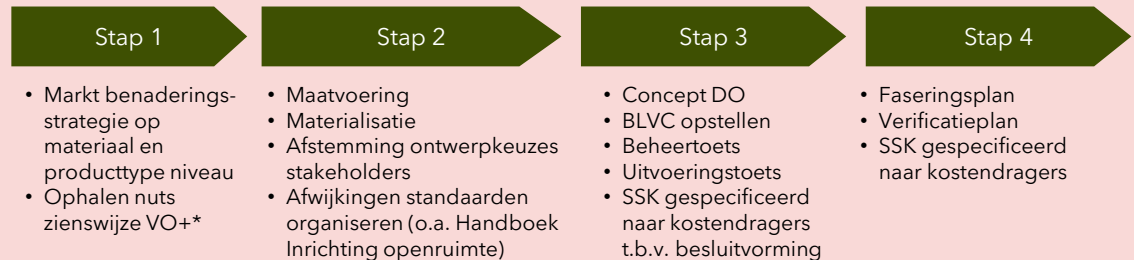 Stap 1
• Markt benaderings-
strategie op
materiaal en
producttype niveau
• Ophalen nuts
zienswijze VO+*
Stap 2
• Maatvoering
• Materialisatie
• Afstemming ontwerpkeuzes
stakeholders
• Afwijkingen standaarden
organiseren (o.a. Handboek
Inrichting openruimte)
Stap 3
• Concept DO
• BLVC opstellen
• Beheertoets
• Uitvoeringstoets
• SSK gespecificeerd
naar kostendragers
t.b.v. besluitvorming
Stap 4
• Faseringsplan
• Verificatieplan
• SSK gespecificeerd
naar kostendragers